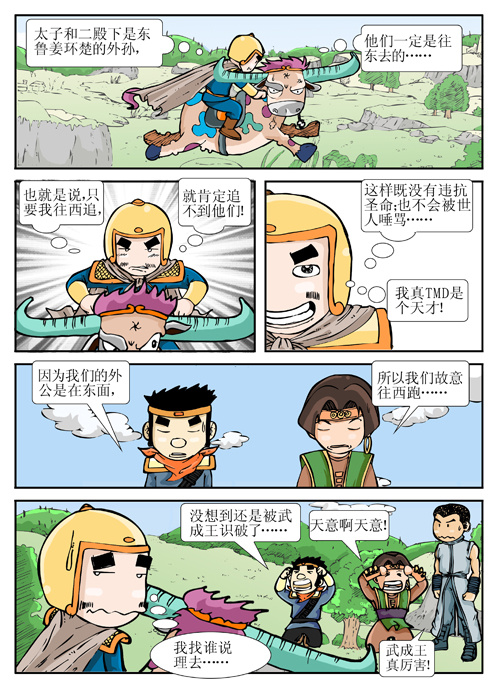 太子和二殿下是东
鲁姜环楚的外孙，
他们一定是往
东去的……
也就是说，只
要我往西追，
就肯定追
不到他们！
这样既没有违抗
圣命；也不会被世
人唾骂……
我真TMD是
个天才！
因为我们的外
公是在东面，
所以我们故意
往西跑……
没想到还是被武
成王识破了……
天意啊天意！
我找谁说
理去……
武成王
真厉害！